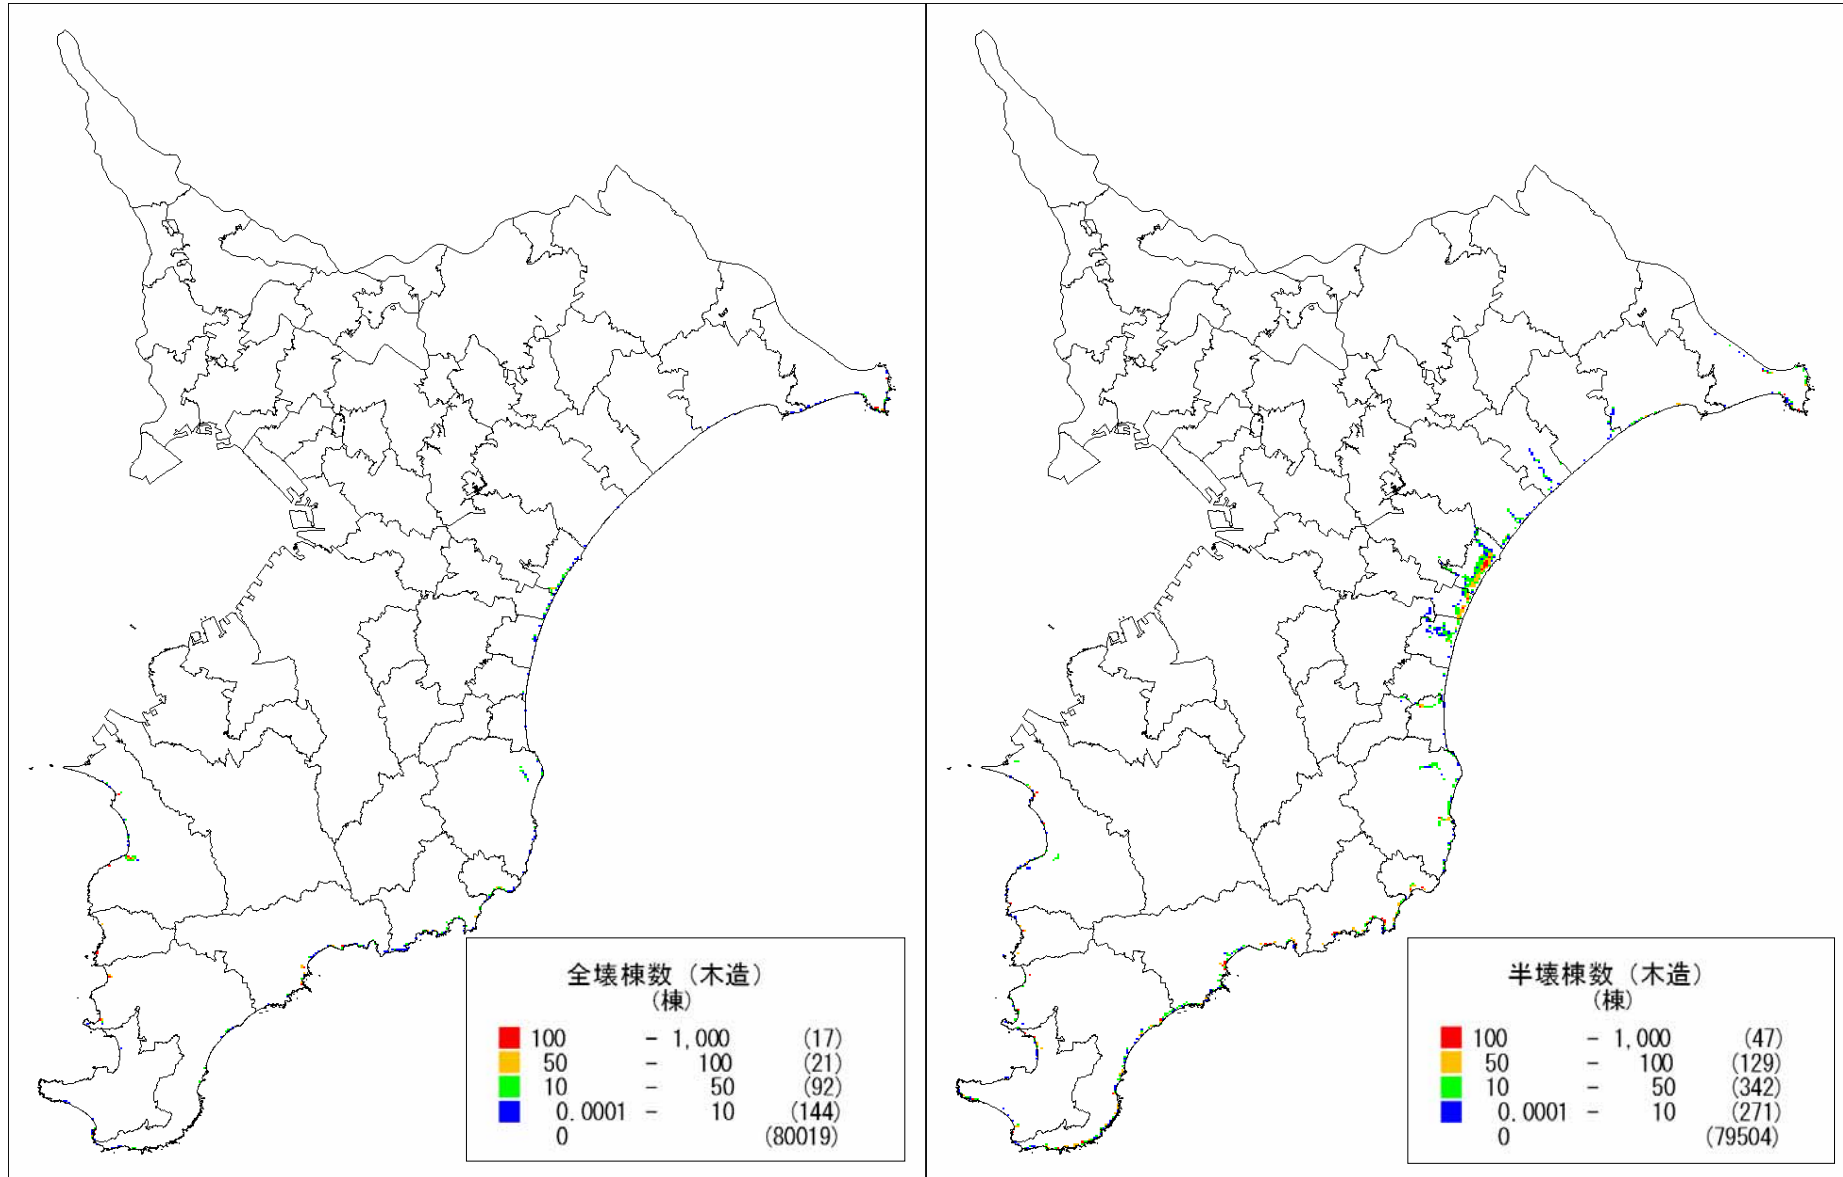 全壊棟数（木造）
(棟)
100 - 1,000 (17)
50 - 100 (21)
10 - 50 (92)
0.0001 - 10 (144)
0 (80019)
半壊棟数（木造）
(棟)
100 - 1,000 (47)
50 - 100 (129)
10 - 50 (342)
0.0001 - 10 (271)
0 (79504)